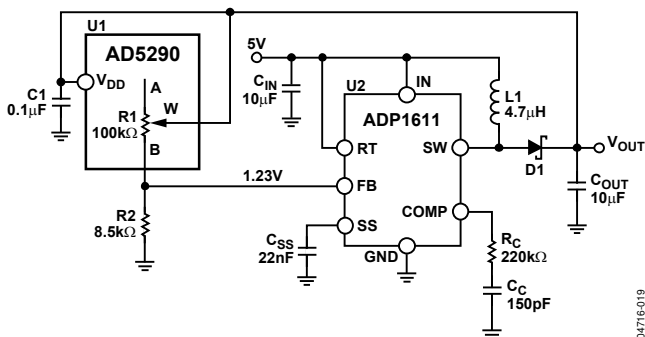 U1
AD5290
VDD
A
W
B
R1
100kΩ
C1
0.1μF
R2
8.5kΩ
1.23V
5V
CIN
10μF
U2
IN
ADP1611
RT
FB
SS
SW
COMP
GND
CSS
22nF
L1
4.7μH
D1
VOUT
COUT
10μF
RC
220kΩ
CC
150pF
04716-019